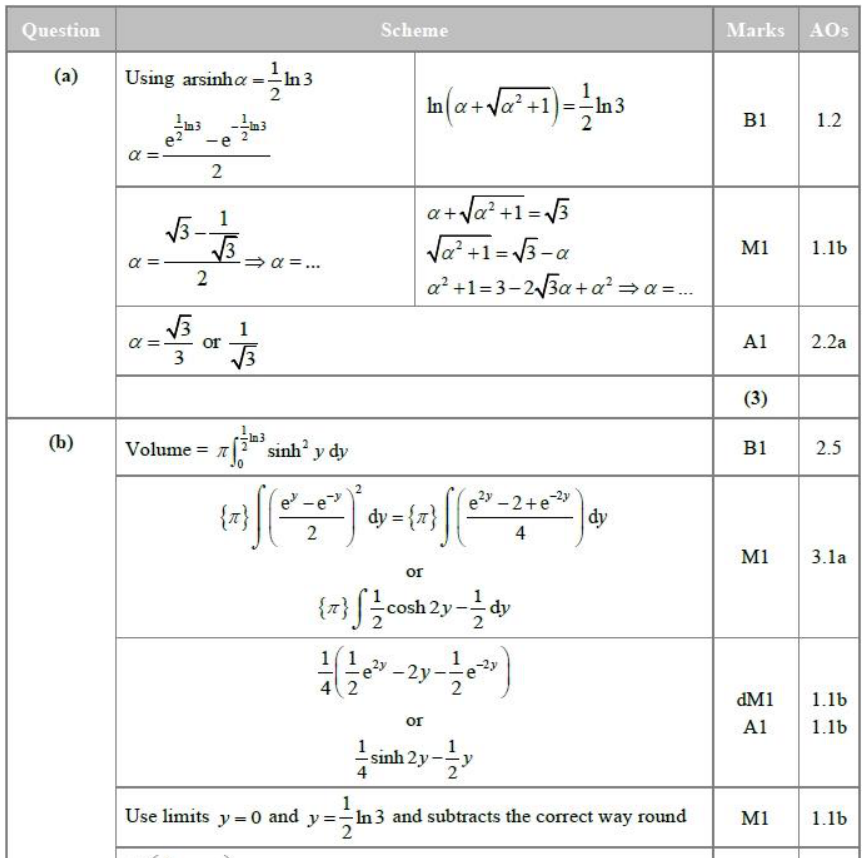 Question Scheme Marks AOs
(a) Using arsinh α = 1/2 ln 3
α = (e^(1/2 ln3) − e^(−1/2 ln3))/2
ln(α + √(α² + 1)) = 1/2 ln 3
B1 1.2
α = (√3 − 1/√3)/2 ⇒ α = ...
α + √(α² + 1) = √3
√(α² + 1) = √3 − α
α² + 1 = 3 − 2√3α + α² ⇒ α = ...
M1 1.1b
α = √3/3 or 1/√3
A1 2.2a
(3)
(b) Volume = π∫₀^(1/2 ln3) sinh² y dy
B1 2.5
{π}∫((e^y − e^(−y))/2)² dy = {π}∫((e^(2y) − 2 + e^(−2y))/4) dy
or
{π}∫ 1/2 cosh 2y − 1/2 dy
M1 3.1a
1/4(1/2 e^(2y) − 2y − 1/2 e^(−2y))
or
1/4 sinh 2y − 1/2 y
dM1 1.1b
A1 1.1b
Use limits y = 0 and y = 1/2 ln 3 and subtracts the correct way round
M1 1.1b